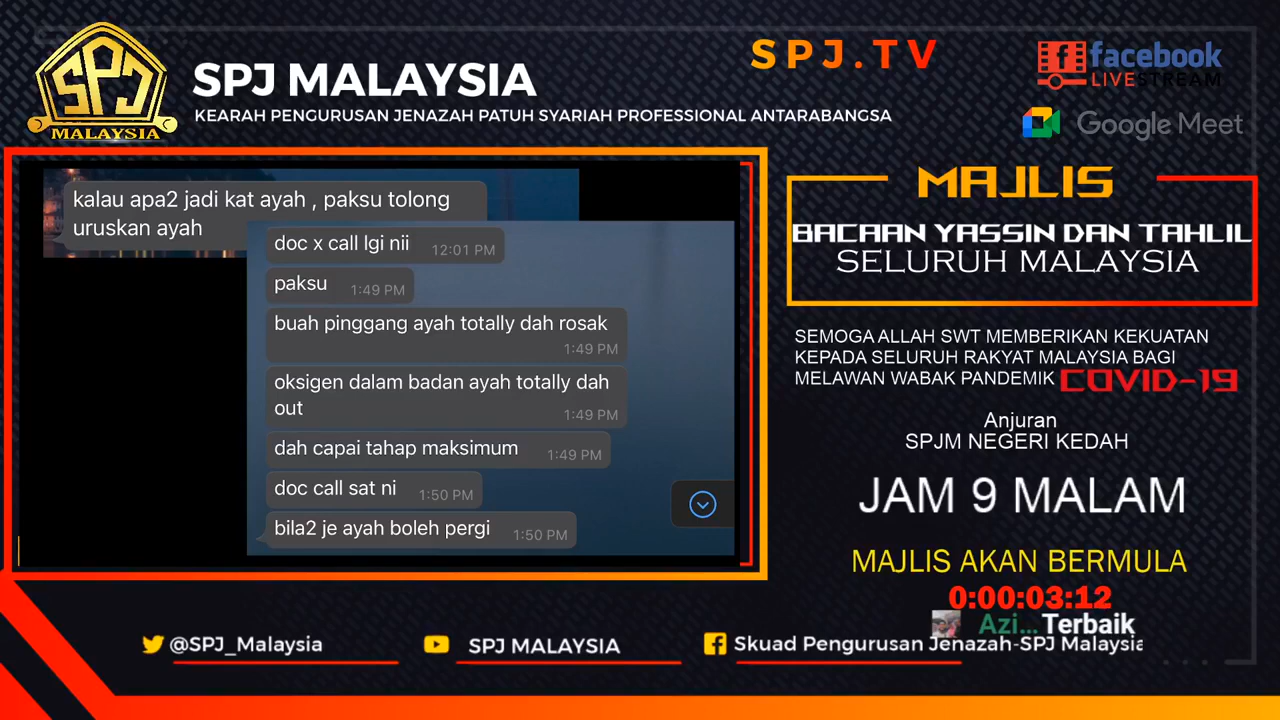 SPJ
MALAYSIA
SPJ MALAYSIA
KEARAH PENGURUSAN JENAZAH PATUH SYARIAH PROFESSIONAL ANTARABANGSA
SPJ.TV
facebook
LIVESTREAM
Google Meet
kalau apa2 jadi kat ayah , paksu tolong
uruskan ayah
doc x call lgi nii 12:01 PM
paksu 1:49 PM
buah pinggang ayah totally dah rosak
1:49 PM
oksigen dalam badan ayah totally dah
out 1:49 PM
dah capai tahap maksimum 1:49 PM
doc call sat ni 1:50 PM
bila2 je ayah boleh pergi 1:50 PM
MAJLIS
BACAAN YASSIN DAN TAHLIL
SELURUH MALAYSIA
SEMOGA ALLAH SWT MEMBERIKAN KEKUATAN
KEPADA SELURUH RAKYAT MALAYSIA BAGI
MELAWAN WABAK PANDEMIK COVID-19
Anjuran
SPJM NEGERI KEDAH
JAM 9 MALAM
MAJLIS AKAN BERMULA
0:00:03:12
Azi... Terbaik
@SPJ_Malaysia
SPJ MALAYSIA
Skuad Pengurusan Jenazah-SPJ Malaysia